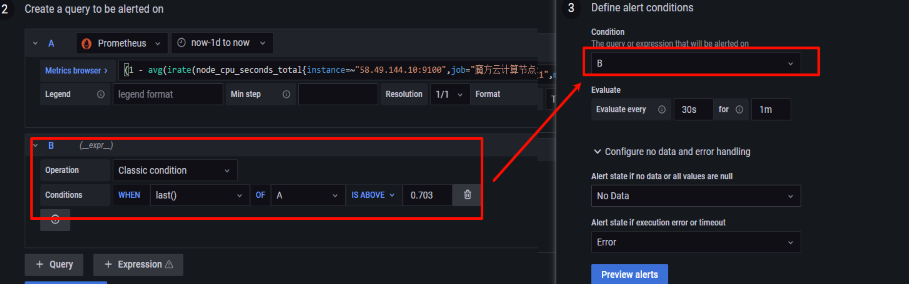 2 Create a query to be alerted on
A Prometheus now-1d to now
Metrics browser > (1 - avg(irate(node_cpu_seconds_total{instance=~"58.49.144.10:9100",job="魔方云计算节点
Legend legend format Min step Resolution 1/1 Format
B (__expr__)
Operation Classic condition
Conditions WHEN last() OF A IS ABOVE 0.703
+ Query + Expression
3 Define alert conditions
Condition
The query or expression that will be alerted on
B
Evaluate
Evaluate every 30s for 1m
Configure no data and error handling
Alert state if no data or all values are null
No Data
Alert state if execution error or timeout
Error
Preview alerts